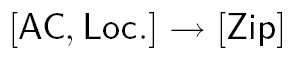 [AC, Loc.] → [Zip]